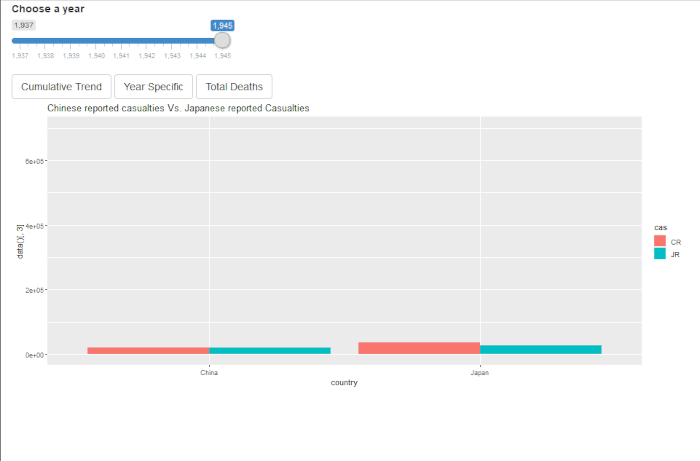 Choose a year
1,937 1,945
1,937 1,938 1,939 1,940 1,941 1,942 1,943 1,944 1,945
Cumulative Trend Year Specific Total Deaths
Chinese reported casualties Vs. Japanese reported Casualties
6e+05
4e+05
2e+05
0e+00
data()[, 3]
China Japan
country
cas
CR
JR